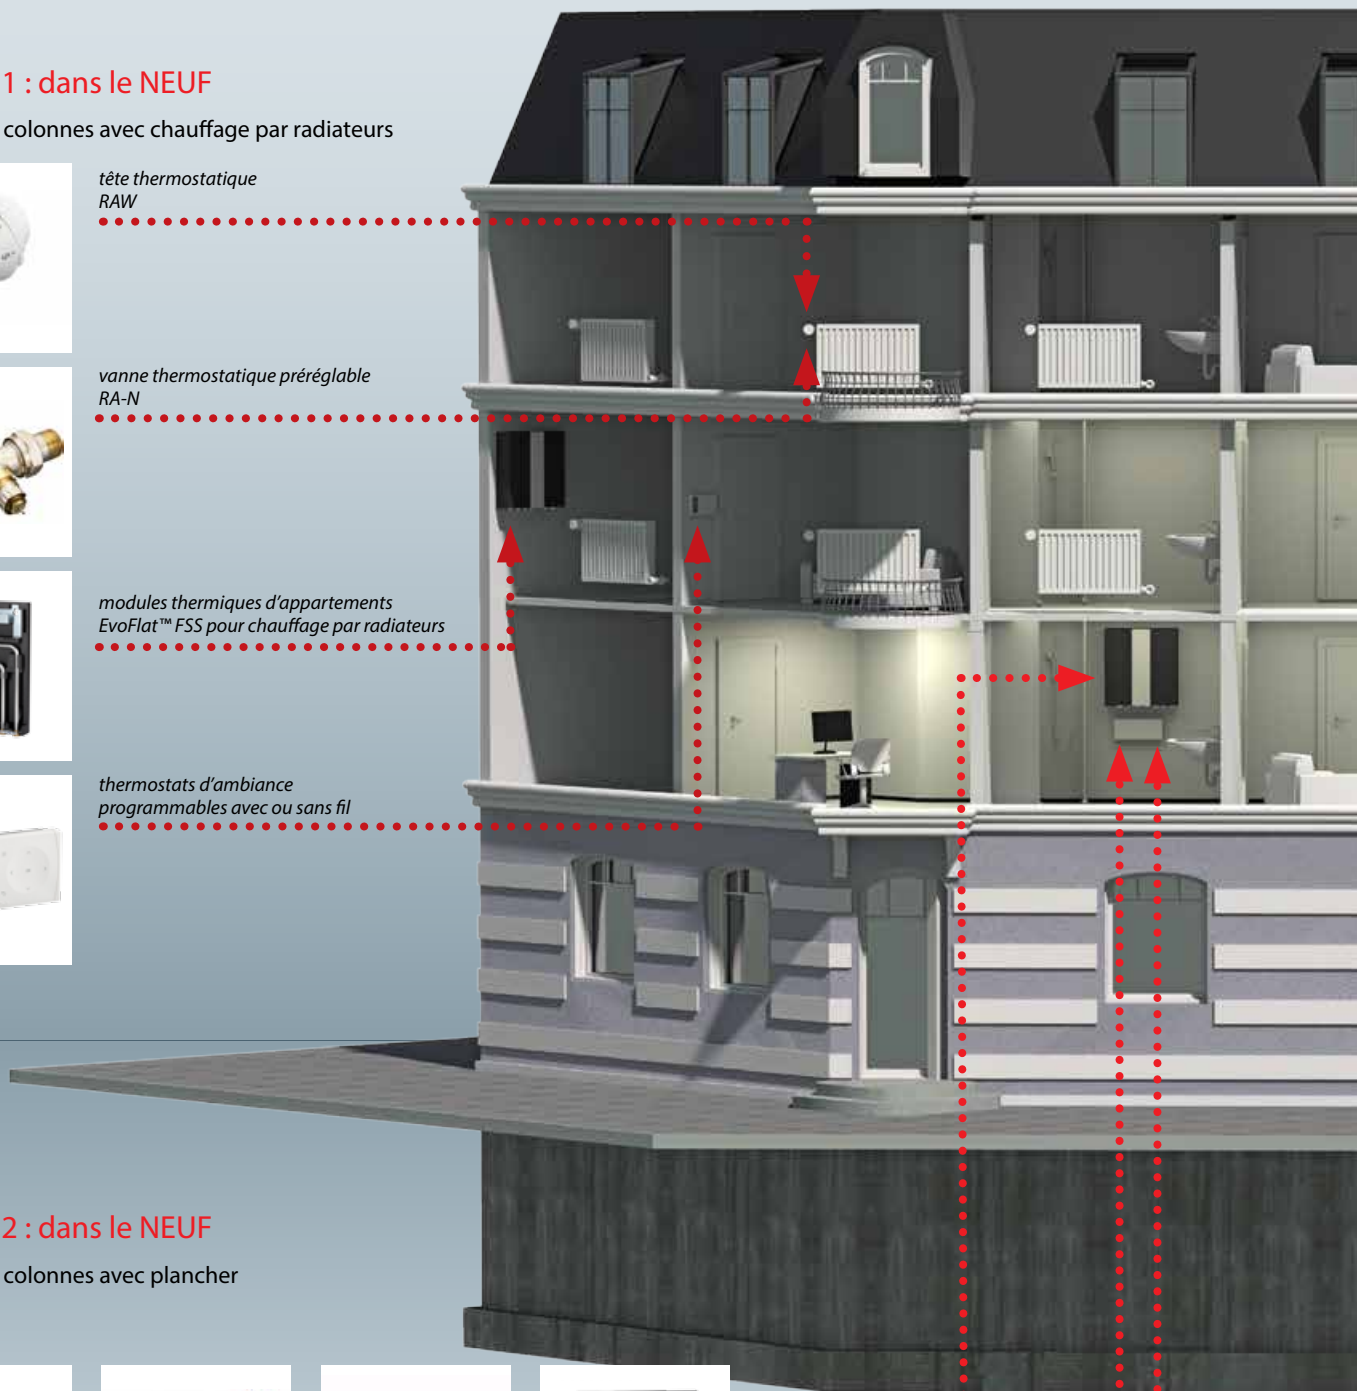 1 : dans le NEUF
colonnes avec chauffage par radiateurs
tête thermostatique
RAW
vanne thermostatique préréglable
RA-N
modules thermiques d'appartements
EvoFlat™ FSS pour chauffage par radiateurs
thermostats d'ambiance
programmables avec ou sans fil
2 : dans le NEUF
colonnes avec plancher